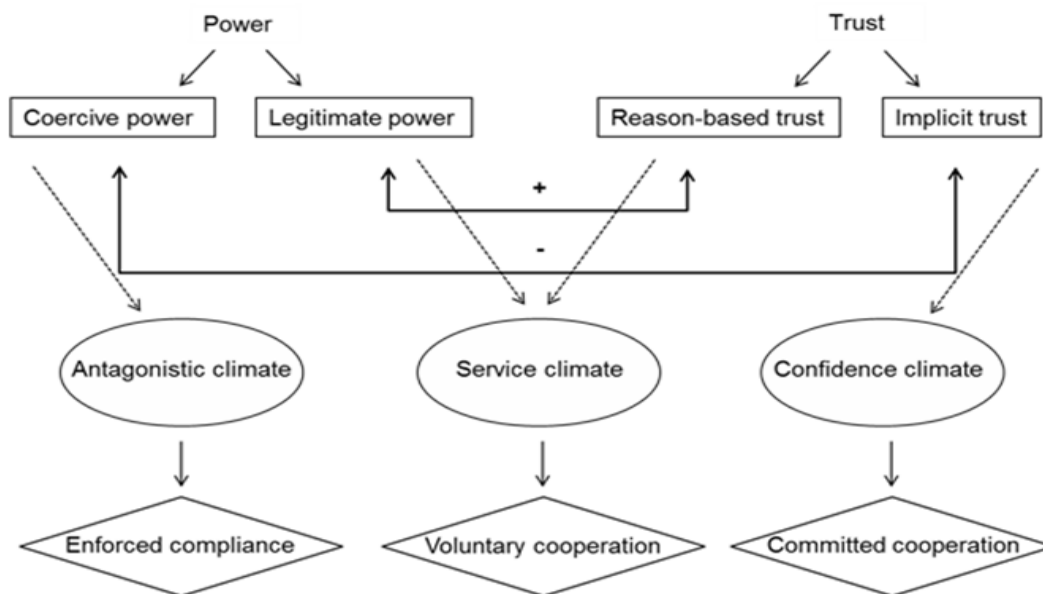 Power
Trust
Coercive power
Legitimate power
Reason-based trust
Implicit trust
+
-
Antagonistic climate
Service climate
Confidence climate
Enforced compliance
Voluntary cooperation
Committed cooperation